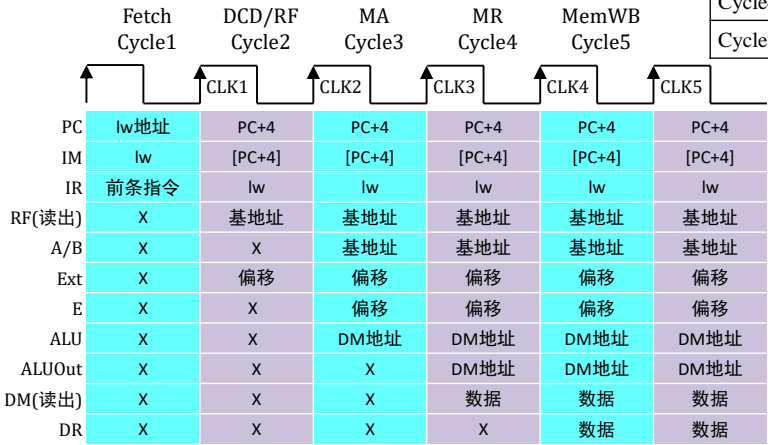 Fetch DCD/RF MA MR MemWB Cycle
Cycle1 Cycle2 Cycle3 Cycle4 Cycle5 Cycle
CLK1 CLK2 CLK3 CLK4 CLK5
PC lw地址 PC+4 PC+4 PC+4 PC+4 PC+4
IM lw [PC+4] [PC+4] [PC+4] [PC+4] [PC+4]
IR 前条指令 lw lw lw lw lw
RF(读出) X 基地址 基地址 基地址 基地址 基地址
A/B X X 基地址 基地址 基地址 基地址
Ext X 偏移 偏移 偏移 偏移 偏移
E X X 偏移 偏移 偏移 偏移
ALU X X DM地址 DM地址 DM地址 DM地址
ALUOut X X X DM地址 DM地址 DM地址
DM(读出) X X X 数据 数据 数据
DR X X X X 数据 数据